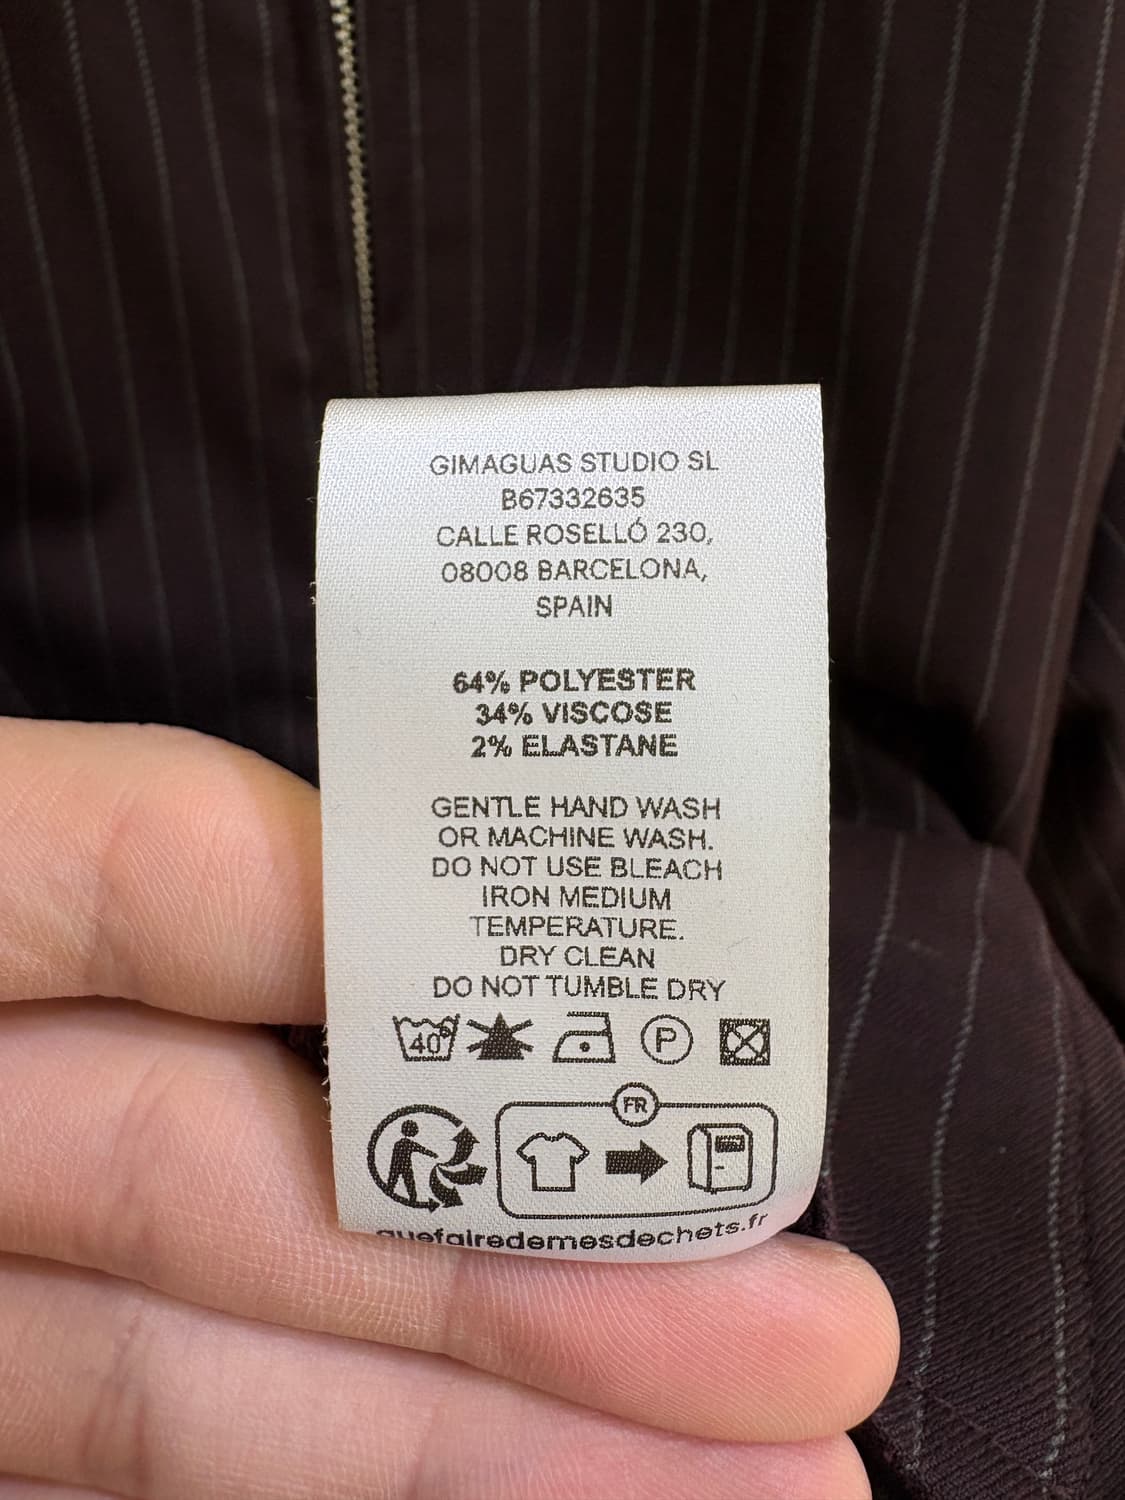 GIMAGUAS STUDIO SL
B67332635
CALLE ROSELLÓ 230,
08008 BARCELONA,
SPAIN
64% POLYESTER
34% VISCOSE
2% ELASTANE
GENTLE HAND WASH
OR MACHINE WASH.
DO NOT USE BLEACH
IRON MEDIUM
TEMPERATURE.
DRY CLEAN
DO NOT TUMBLE DRY
40° P
FR
quefairedemesdechets.fr